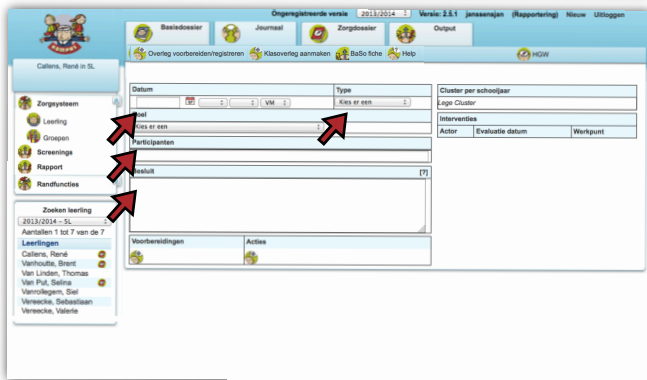 Ongeregistreerde versie 2013/2014 Versie: 2.5.1 janssensjan (Rapportering) Nieuw Uitloggen
Basisdossier Journaal Zorgdossier Output
Overleg voorbereiden/registreren Klasoverleg aanmaken BaSo fiche Help HGW
Callens, René in 5L
Zorgsysteem
Leerling
Groepen
Screenings
Rapport
Randfuncties
Zoeken leerling
2013/2014 - 5L
Aantallen 1 tot 7 van de 7
Leerlingen
Callens, René
Vanhoutte, Brent
Van Linden, Thomas
Van Put, Selina
Vanrollegem, Siel
Vereecke, Sebastiaan
Vereecke, Valerie
Datum Type
VM Kies er een
Doel
Kies er een
Participanten
Besluit [?]
Voorbereidingen Acties
Cluster per schooljaar
Lege Cluster
Interventies
Actor Evaluatie datum Werkpunt